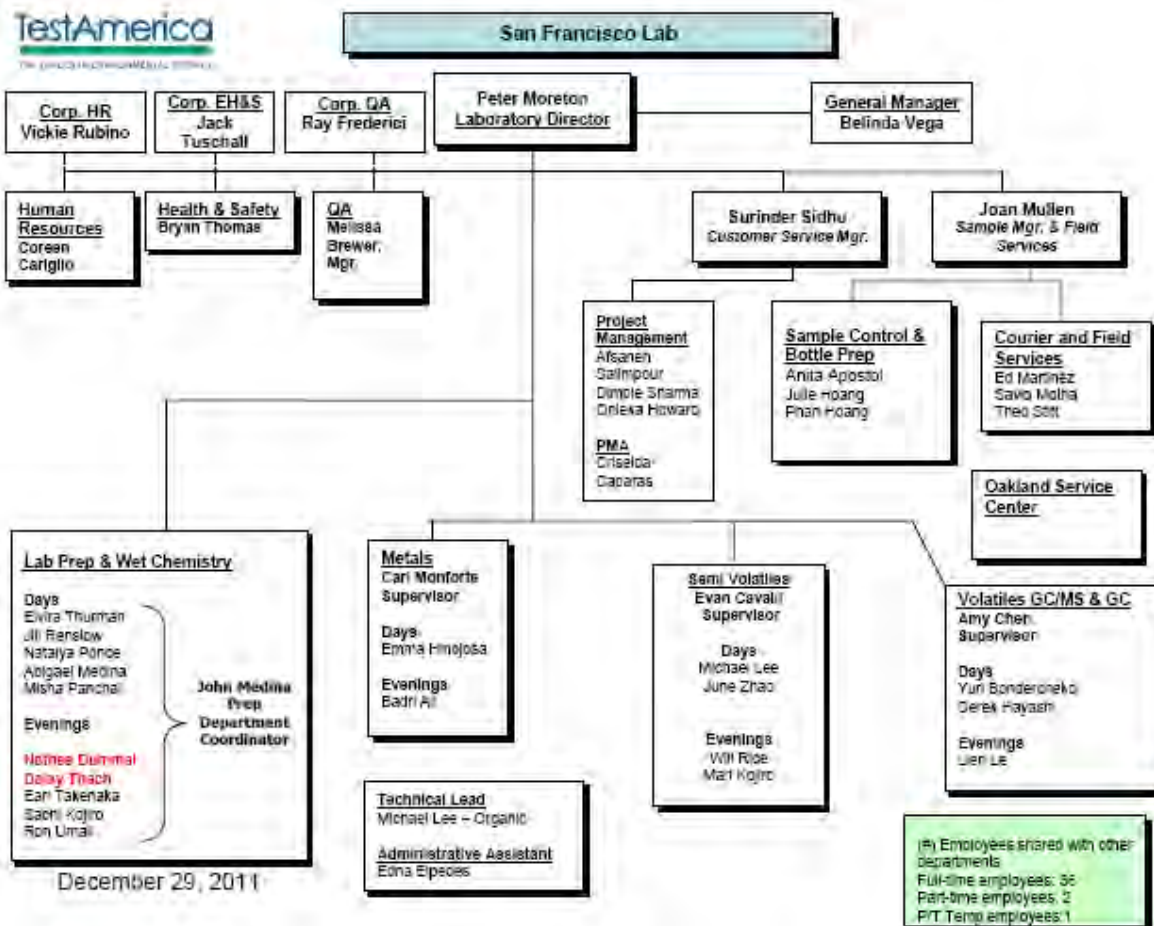 TestAmerica
San Francisco Lab
Corp. HR
Vickie Rubino
Corp. EH&S
Jack
Tuschall
Corp. QA
Ray Frederici
Peter Moreton
Laboratory Director
General Manager
Belinda Vega
Human
Resources
Coreen
Cariglio
Health & Safety
Bryan Thomas
QA
Melissa
Brewer,
Mgr.
Surinder Sidhu
Customer Service Mgr.
Joan Mullen
Sample Mgr. & Field
Services
Project
Management
Afsaneh
Salimpour
Dimple Sharma
Onieka Howard
PMA
Criselda
Caparas
Sample Control &
Bottle Prep
Anita Apostol
Julie Hoang
Phan Hoang
Courier and Field
Services
Ed Martinez
Savio
Theo
Oakland Service
Center
Lab Prep & Wet Chemistry
Days
Elvira Thurman
Jill Renslow
Natalya Ponce
Abigael Medina
Misha Panchal
Evenings
Daisy Thach
Earl Takenaka
Sachi Kojiro
Ron Umali
John Medina
Prep
Department
Coordinator
Metals
Carl Monforte
Supervisor
Days
Emma Hinojosa
Evenings
Badri Ali
Semi Volatiles
Evan
Supervisor
Days
Michael Lee
June Zhao
Evenings
Will Rice
Mari Kojiro
Volatiles GC/MS & GC
Amy Chen,
Supervisor
Days
Yuri
Derek Hayashi
Evenings
Lien Le
Technical Lead
Michael Lee – Organic
Administrative Assistant
Edna
(#) Employees shared with other
departments
Full-time employees: 36
Part-time employees: 2
P/T Temp employees: 1
December 29, 2011